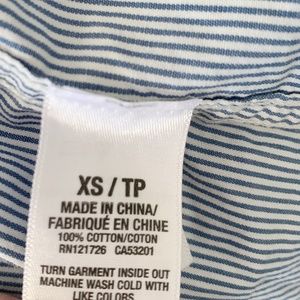 XS / TP
MADE IN CHINA/
FABRIQUÉ EN CHINE
100% COTTON/COTON
RN121726 CA53201
TURN GARMENT INSIDE OUT
MACHINE WASH COLD WITH
LIKE COLORS